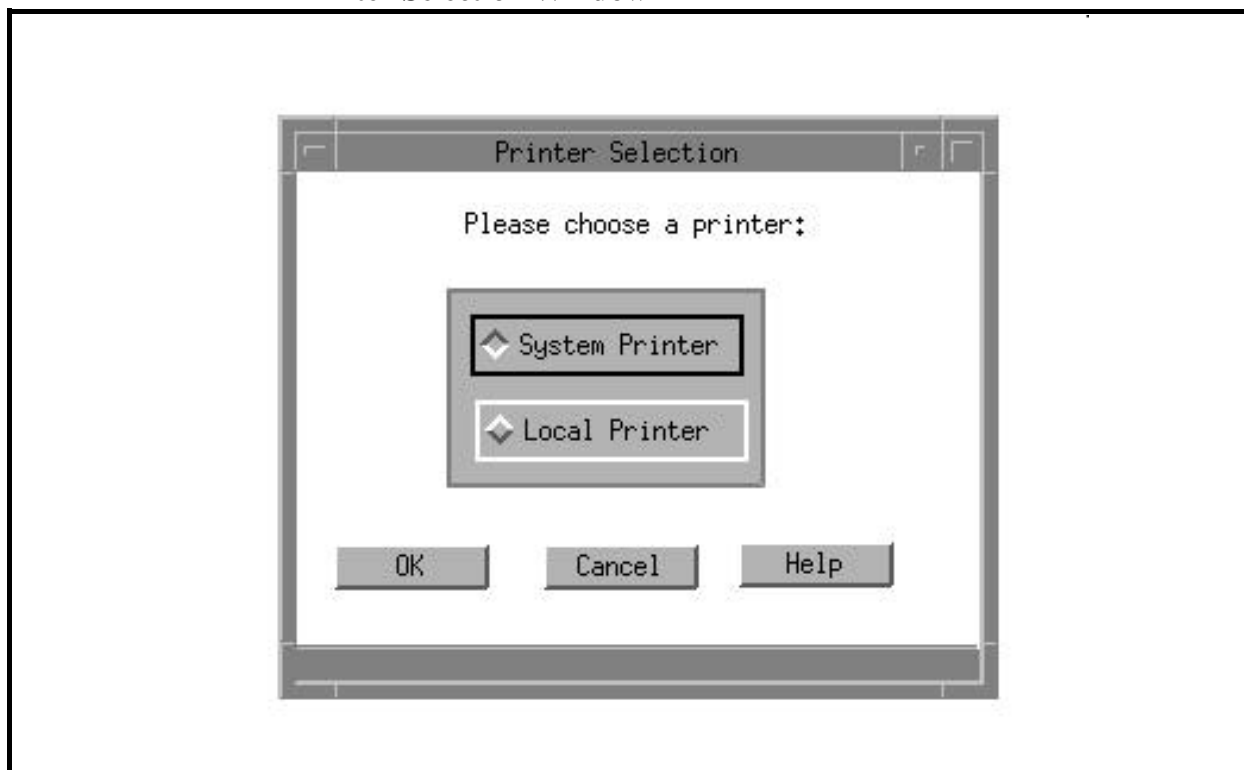 Printer Selection
Please choose a printer:
System Printer
Local Printer
OK Cancel Help